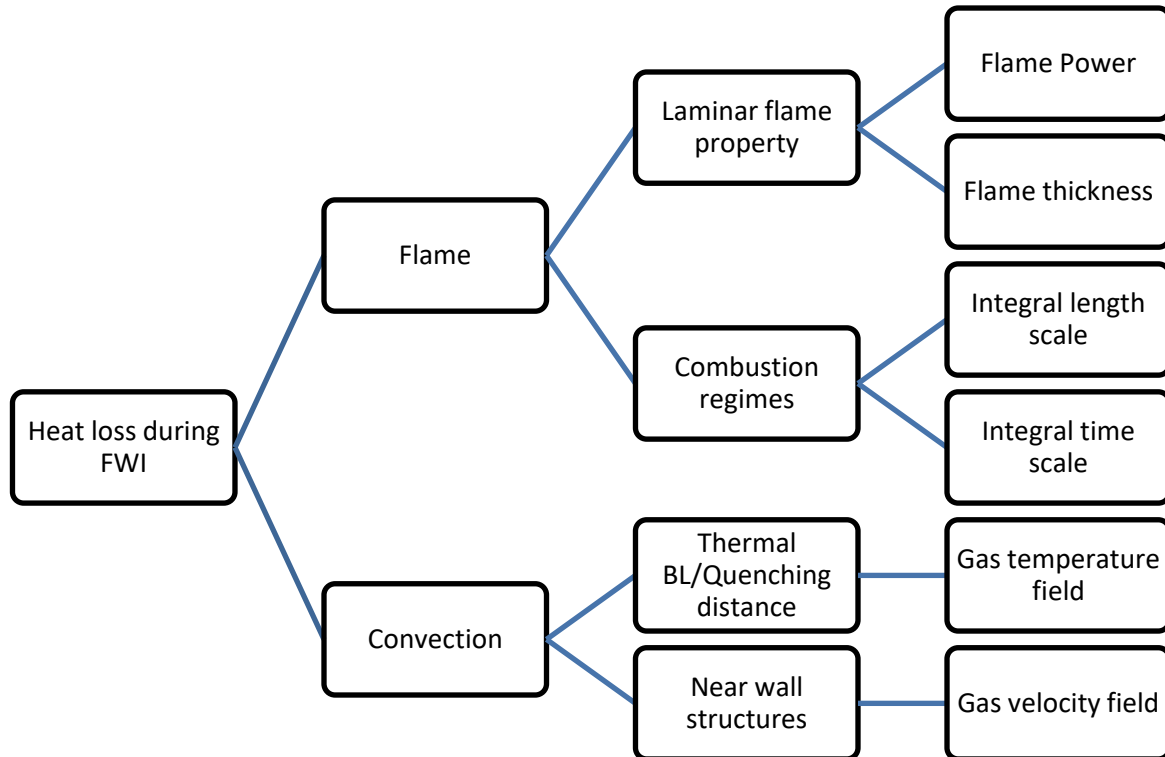 Heat loss during
FWI
Flame
Convection
Laminar flame
property
Combustion
regimes
Thermal
BL/Quenching
distance
Near wall
structures
Flame Power
Flame thickness
Integral length
scale
Integral time
scale
Gas temperature
field
Gas velocity field